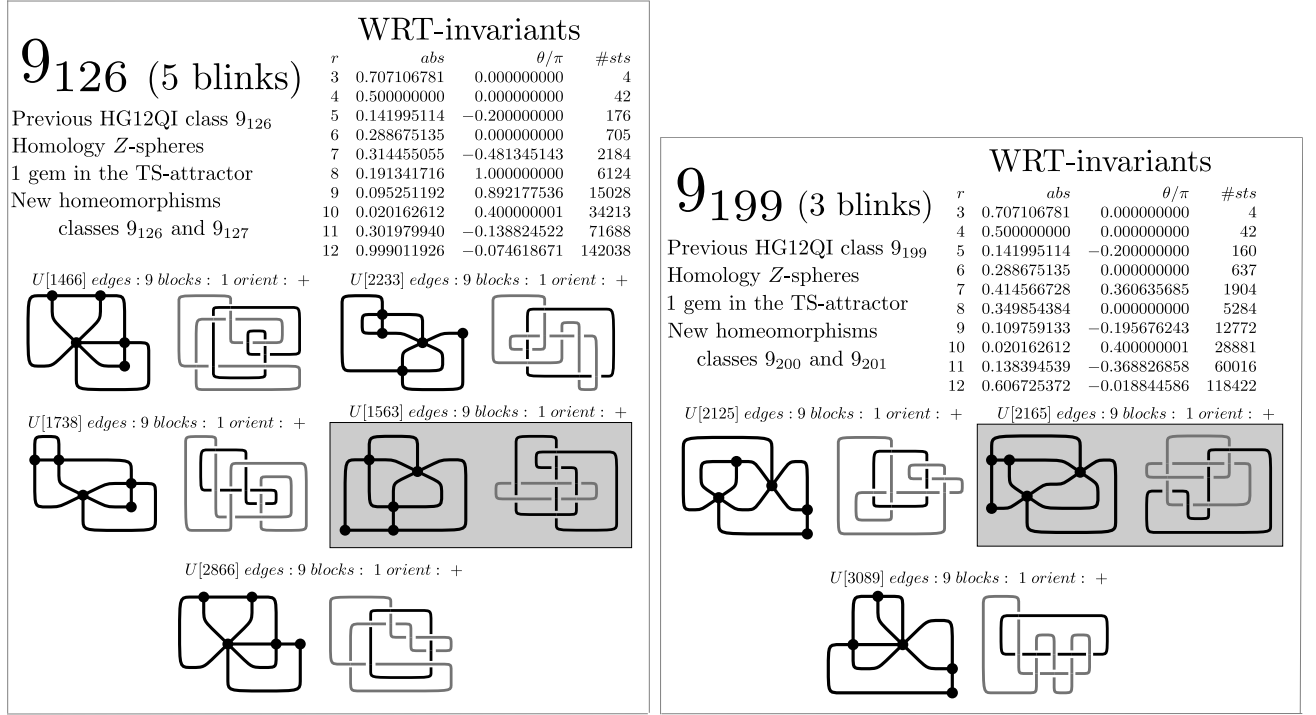 WRT-invariants
9126 (5 blinks)
r abs θ/π #sts
3 0.707106781 0.000000000 4
4 0.500000000 0.000000000 42
5 0.141995114 −0.200000000 176
6 0.288675135 0.000000000 705
7 0.314455055 −0.481345143 2184
8 0.191341716 1.000000000 6124
9 0.095251192 0.892177536 15028
10 0.020162612 0.400000001 34213
11 0.301979940 −0.138824522 71688
12 0.999011926 −0.074618671 142038
Previous HG12QI class 9126
Homology Z-spheres
1 gem in the TS-attractor
New homeomorphisms
classes 9126 and 9127
U[1466] edges : 9 blocks : 1 orient : +
U[2233] edges : 9 blocks : 1 orient : +
U[1738] edges : 9 blocks : 1 orient : +
U[1563] edges : 9 blocks : 1 orient : +
U[2866] edges : 9 blocks : 1 orient : +
WRT-invariants
9199 (3 blinks)
r abs θ/π #sts
3 0.707106781 0.000000000 4
4 0.500000000 0.000000000 42
5 0.141995114 −0.200000000 160
6 0.288675135 0.000000000 637
7 0.414566728 0.360635685 1904
8 0.349854384 0.000000000 5284
9 0.109759133 −0.195676243 12772
10 0.020162612 0.400000001 28881
11 0.138394539 −0.368826858 60016
12 0.606725372 −0.018844586 118422
Previous HG12QI class 9199
Homology Z-spheres
1 gem in the TS-attractor
New homeomorphisms
classes 9200 and 9201
U[2125] edges : 9 blocks : 1 orient : +
U[2165] edges : 9 blocks : 1 orient : +
U[3089] edges : 9 blocks : 1 orient : +